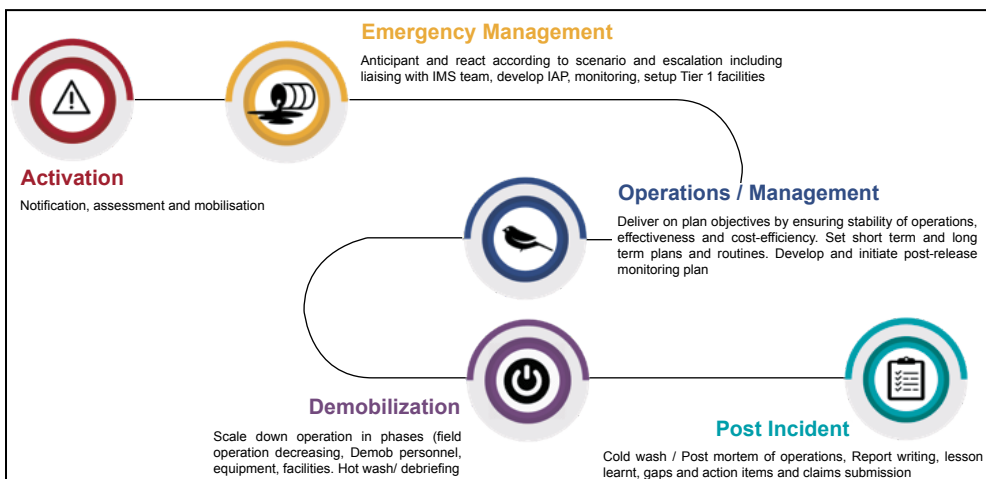 Emergency Management
Anticipant and react according to scenario and escalation including
liaising with IMS team, develop IAP, monitoring, setup Tier 1 facilities
Activation
Notification, assessment and mobilisation
Operations / Management
Deliver on plan objectives by ensuring stability of operations,
effectiveness and cost-efficiency. Set short term and long
term plans and routines. Develop and initiate post-release
monitoring plan
Demobilization
Scale down operation in phases (field
operation decreasing, Demob personnel,
equipment, facilities. Hot wash/ debriefing
Post Incident
Cold wash / Post mortem of operations, Report writing, lesson
learnt, gaps and action items and claims submission